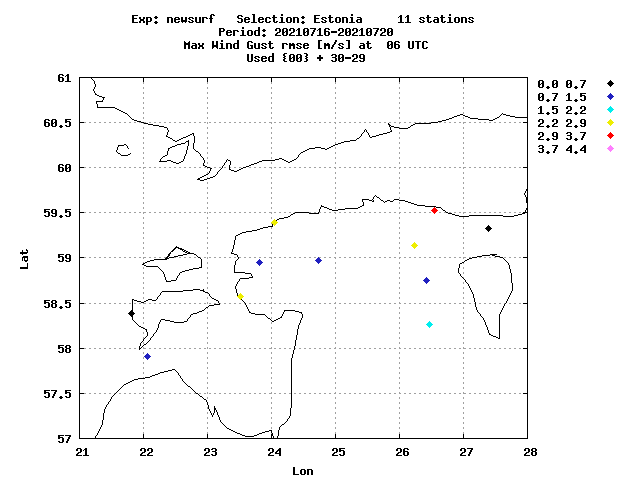 Exp: newsurf   Selection: Estonia     11 stations
Period: 20210716-20210720
Max Wind Gust rmse [m/s] at  06 UTC
Used {00} + 30-29
61
60.5
60
59.5
59
58.5
58
57.5
57
Lat
21 22 23 24 25 26 27 28
Lon
0.0 0.7
0.7 1.5
1.5 2.2
2.2 2.9
2.9 3.7
3.7 4.4